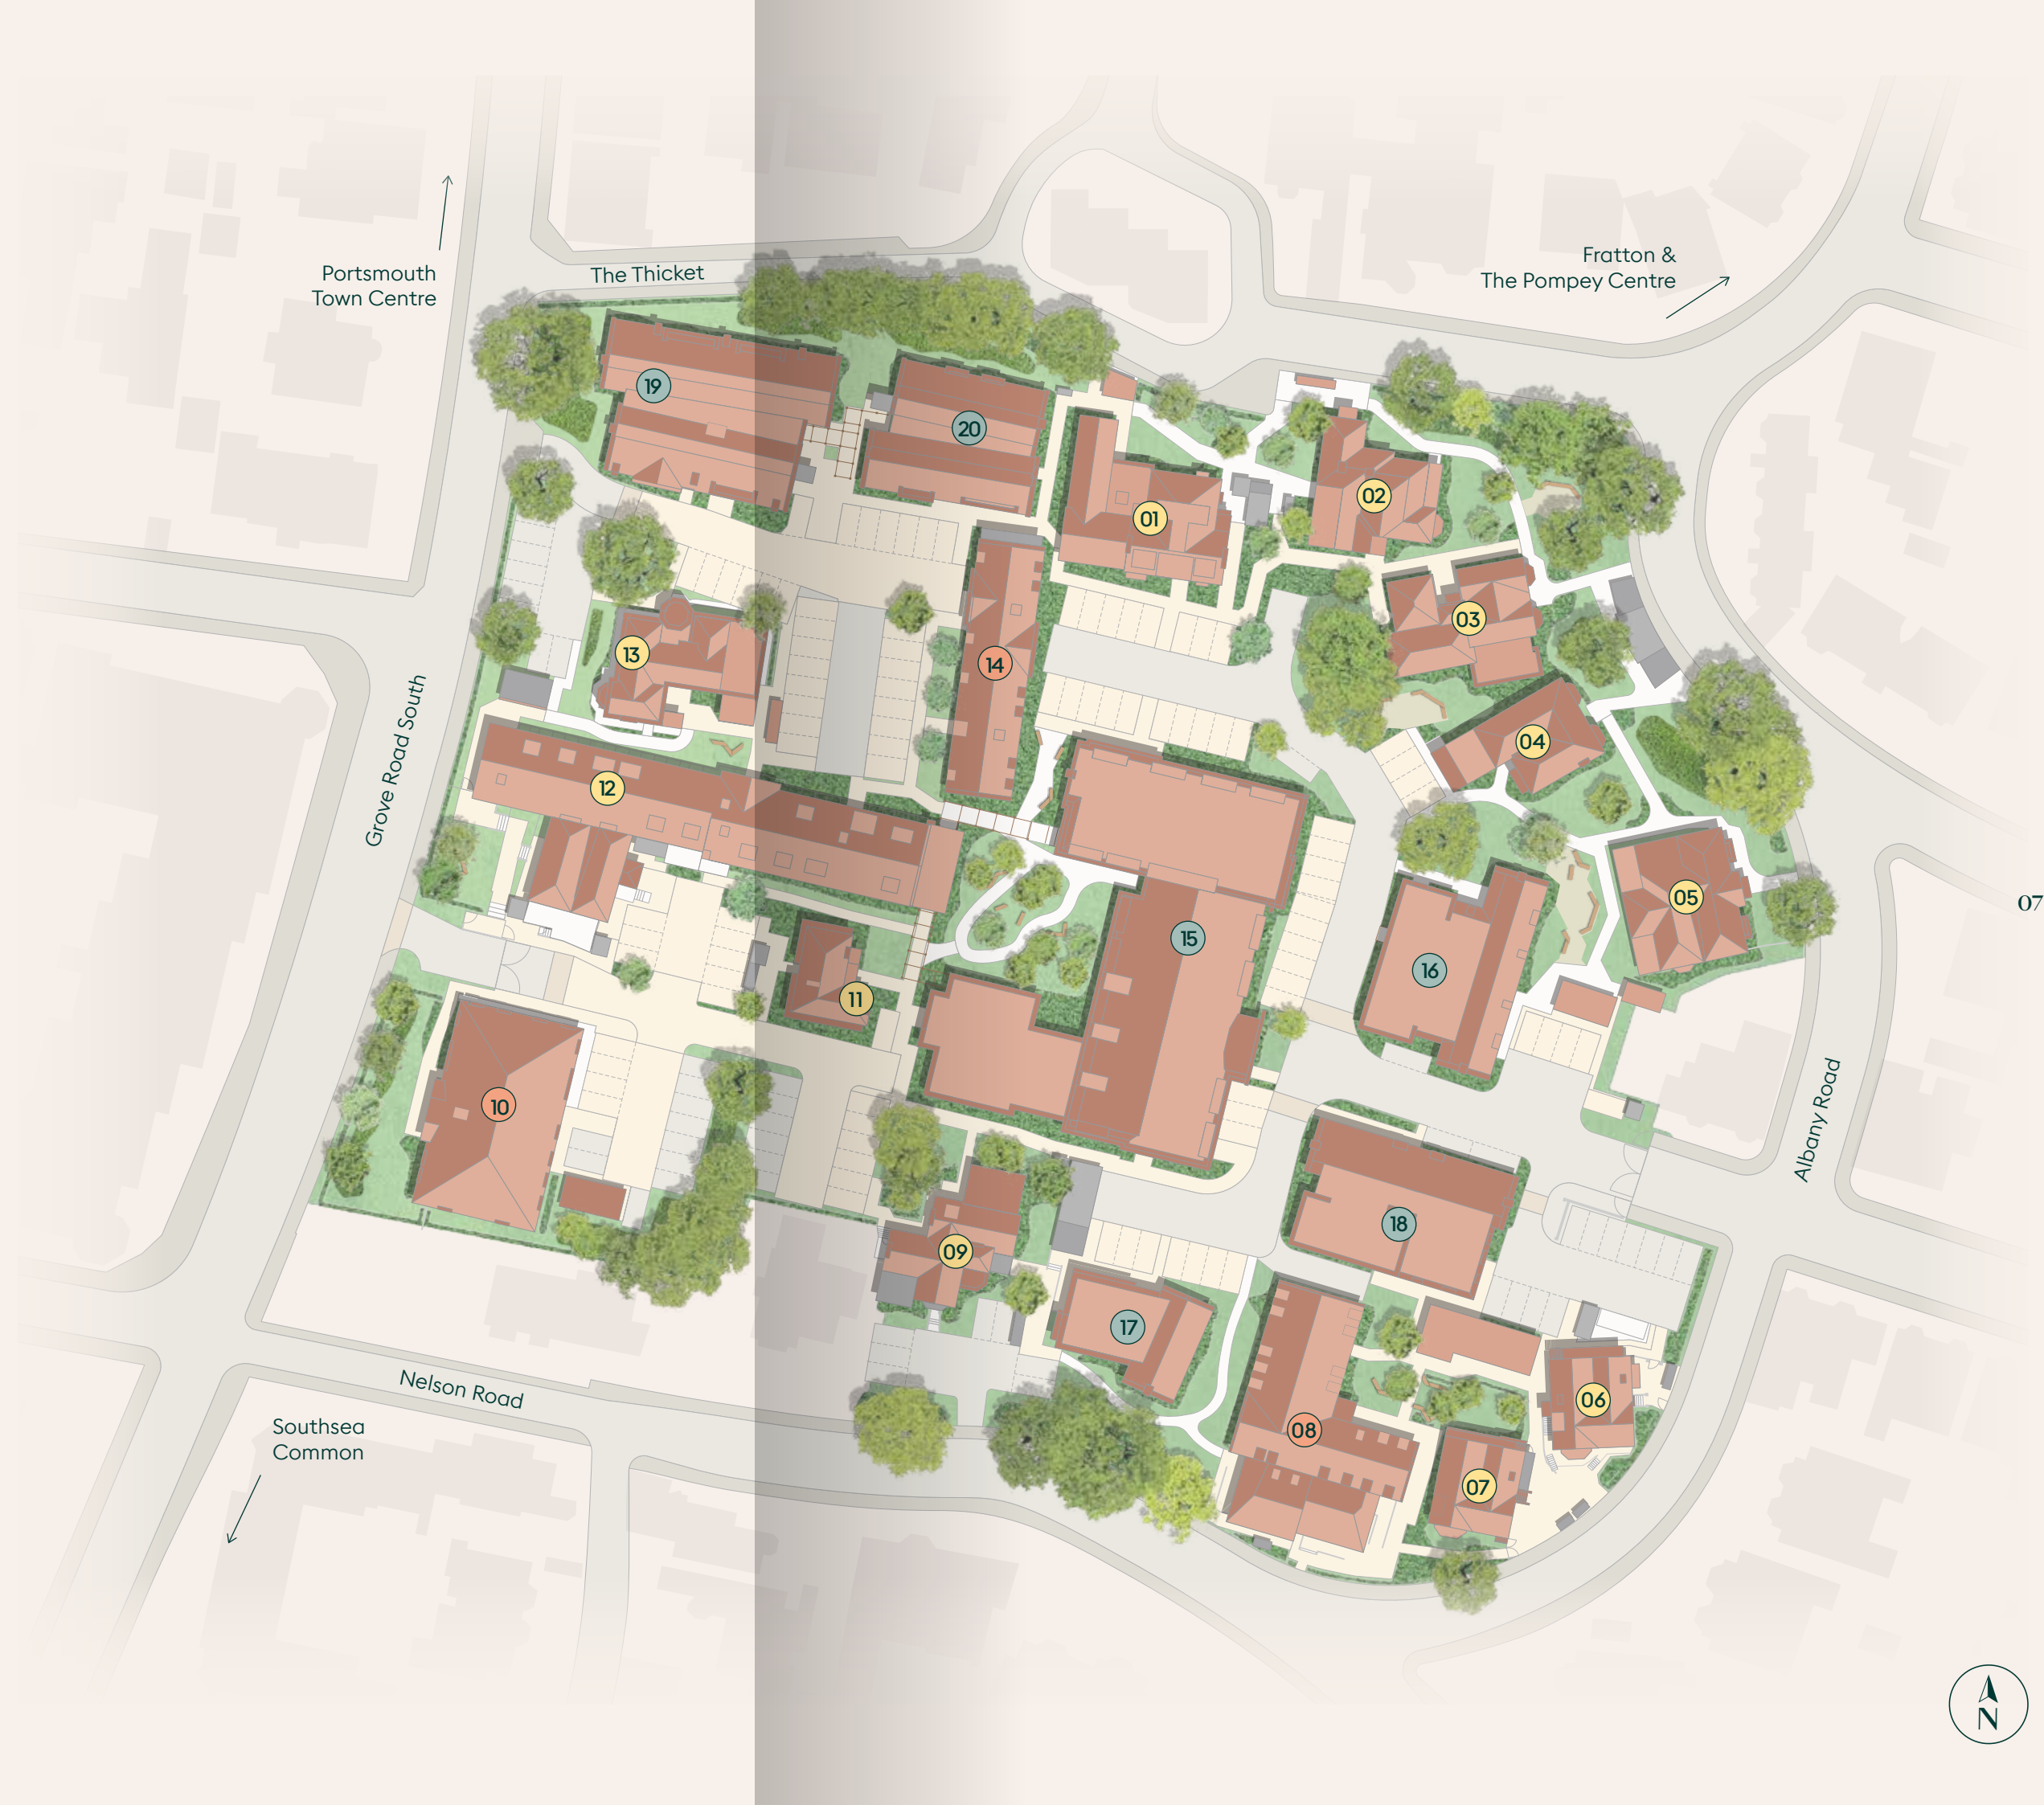 The Thicket
Portsmouth
Town Centre
Fratton &
The Pompey Centre
19
20
01
02
03
13
14
04
12
05
07
15
16
11
10
Grove Road South
Albany Road
18
09
17
06
08
07
Nelson Road
Southsea
Common
N